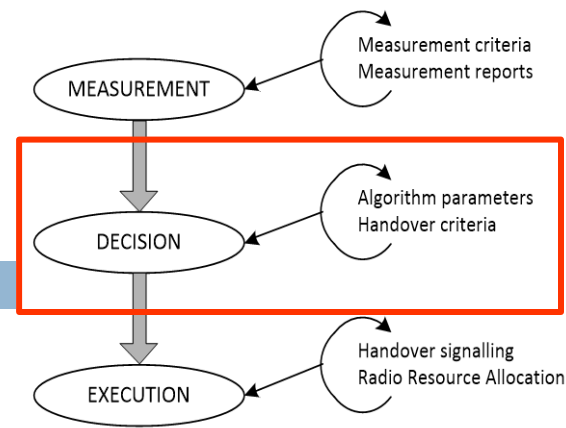 Measurement criteria
Measurement reports
MEASUREMENT
Algorithm parameters
Handover criteria
DECISION
Handover signalling
Radio Resource Allocation
EXECUTION